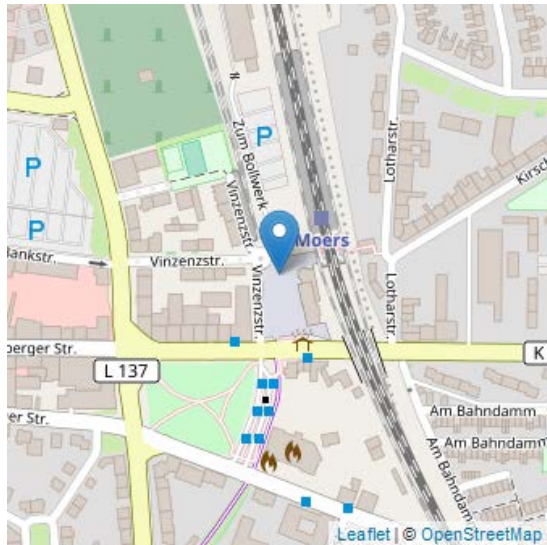 Zum Bollwerk
P
Lotharstr.
Kirsch
P
Vinzenzstr.
P
Moers
Bankstr.
Vinzenzstr.
Vinzenzstr.
Lotharstr.
berger Str.
L 137
K
er Str.
Am Bahndamm
Am Bahndamm
Am Bahndamm
Leaflet | © OpenStreetMap